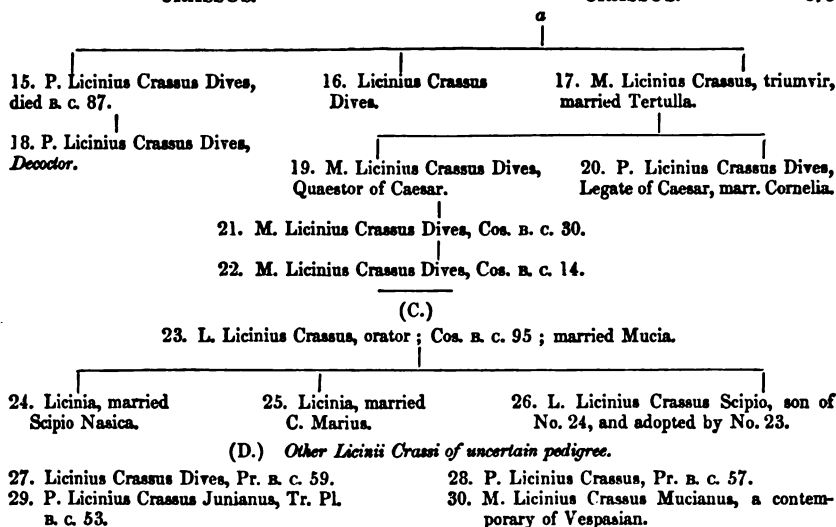 a
15. P. Licinius Crassus Dives, died B. C. 87.
16. Licinius Crassus Dives.
17. M. Licinius Crassus, triumvir, married Tertulla.
18. P. Licinius Crassus Dives, Decoctor.
19. M. Licinius Crassus Dives, Quaestor of Caesar.
20. P. Licinius Crassus Dives, Legate of Caesar, marr. Cornelia.
21. M. Licinius Crassus Dives, Cos. B. C. 30.
22. M. Licinius Crassus Dives, Cos. B. C. 14.
(C.)
23. L. Licinius Crassus, orator ; Cos. B. C. 95 ; married Mucia.
24. Licinia, married Scipio Nasica.
25. Licinia, married C. Marius.
26. L. Licinius Crassus Scipio, son of No. 24, and adopted by No. 23.
(D.) Other Licinii Crassi of uncertain pedigree.
27. Licinius Crassus Dives, Pr. B. C. 59.
28. P. Licinius Crassus, Pr. B. C. 57.
29. P. Licinius Crassus Junianus, Tr. Pl. B. C. 53.
30. M. Licinius Crassus Mucianus, a contemporary of Vespasian.